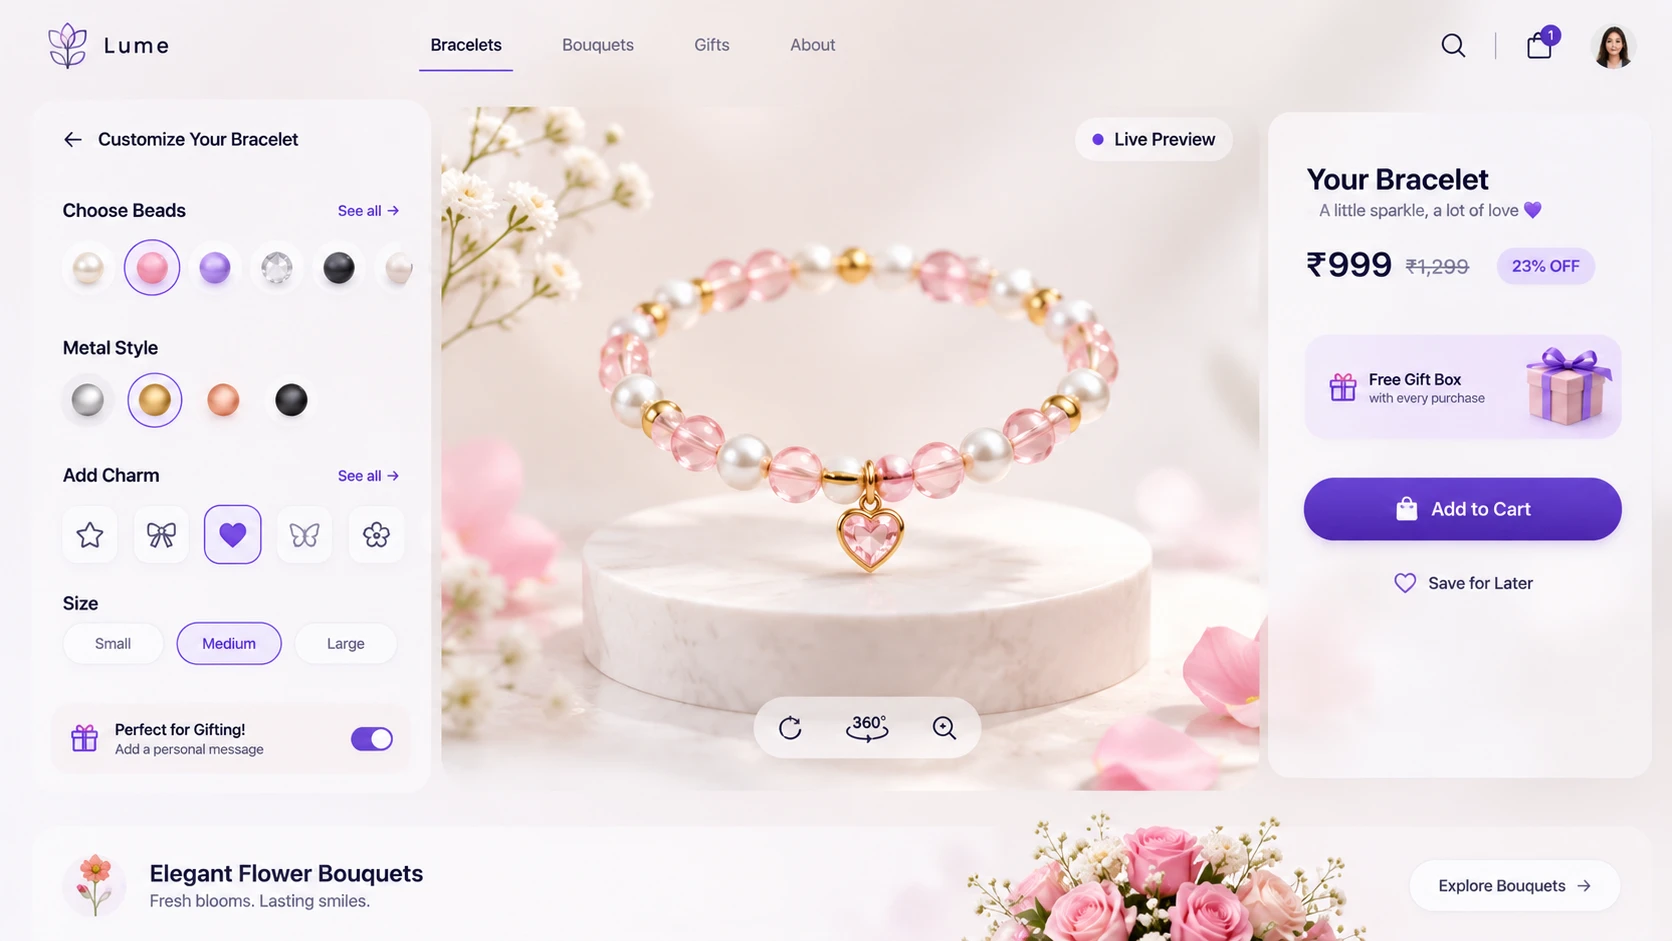 Lume
Bracelets
Bouquets
Gifts
About
1
Customize Your Bracelet
Choose Beads
See all →
Metal Style
Add Charm
See all →
Size
Small
Medium
Large
Perfect for Gifting!
Add a personal message
Live Preview
360°
Your Bracelet
A little sparkle, a lot of love 💜
₹999 ₹1,299 23% OFF
Free Gift Box
with every purchase
Add to Cart
Save for Later
Elegant Flower Bouquets
Fresh blooms. Lasting smiles.
Explore Bouquets →